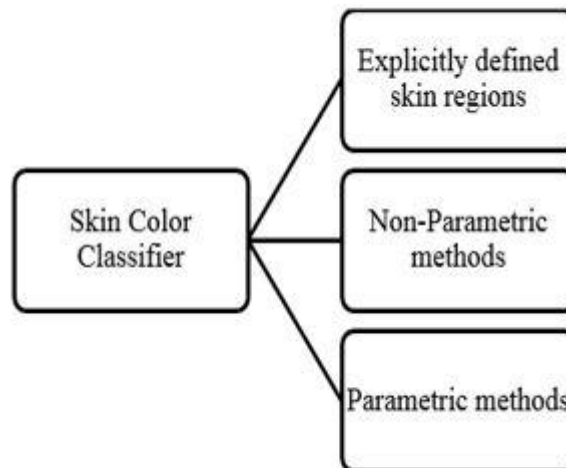 Explicitly defined
skin regions
Skin Color
Classifier
Non-Parametric
methods
Parametric methods